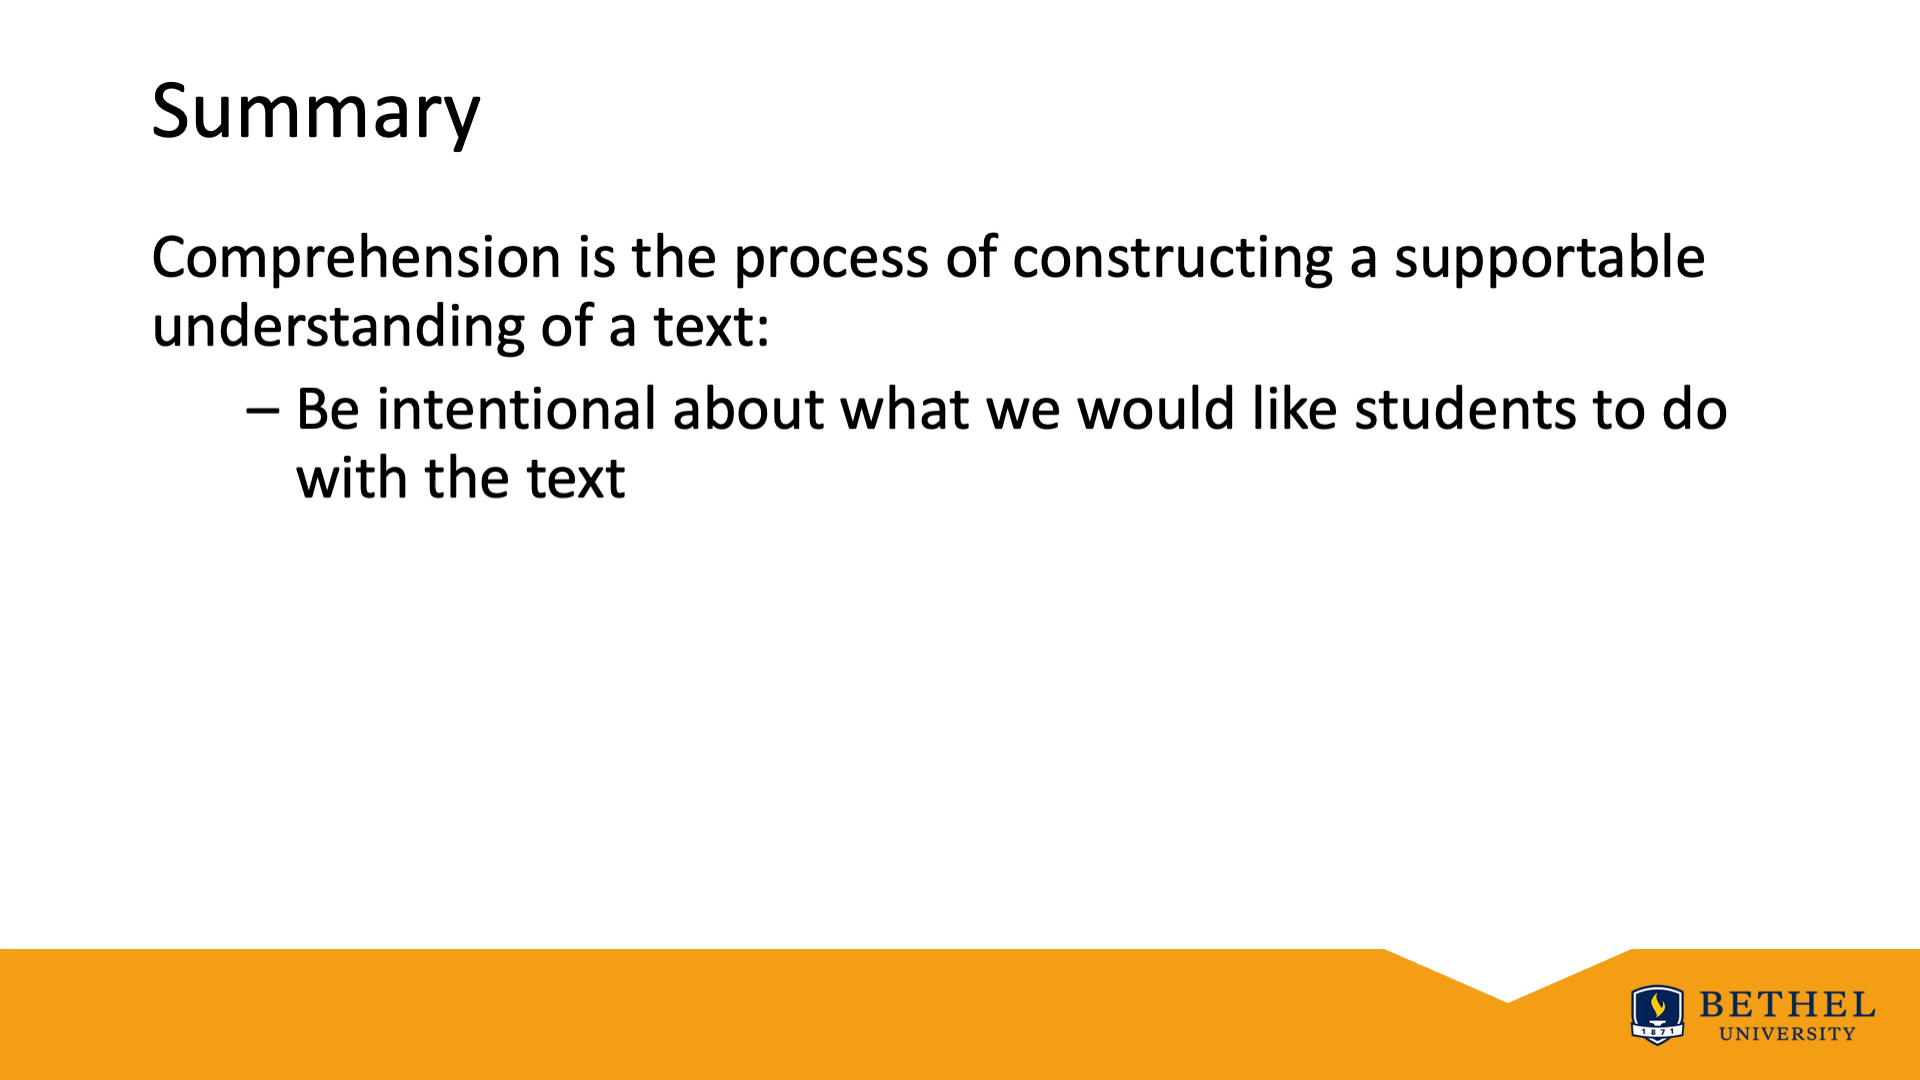 Summary
Comprehension is the process of constructing a supportable
understanding of a text:
– Be intentional about what we would like students to do
with the text
1871
BETHEL
UNIVERSITY